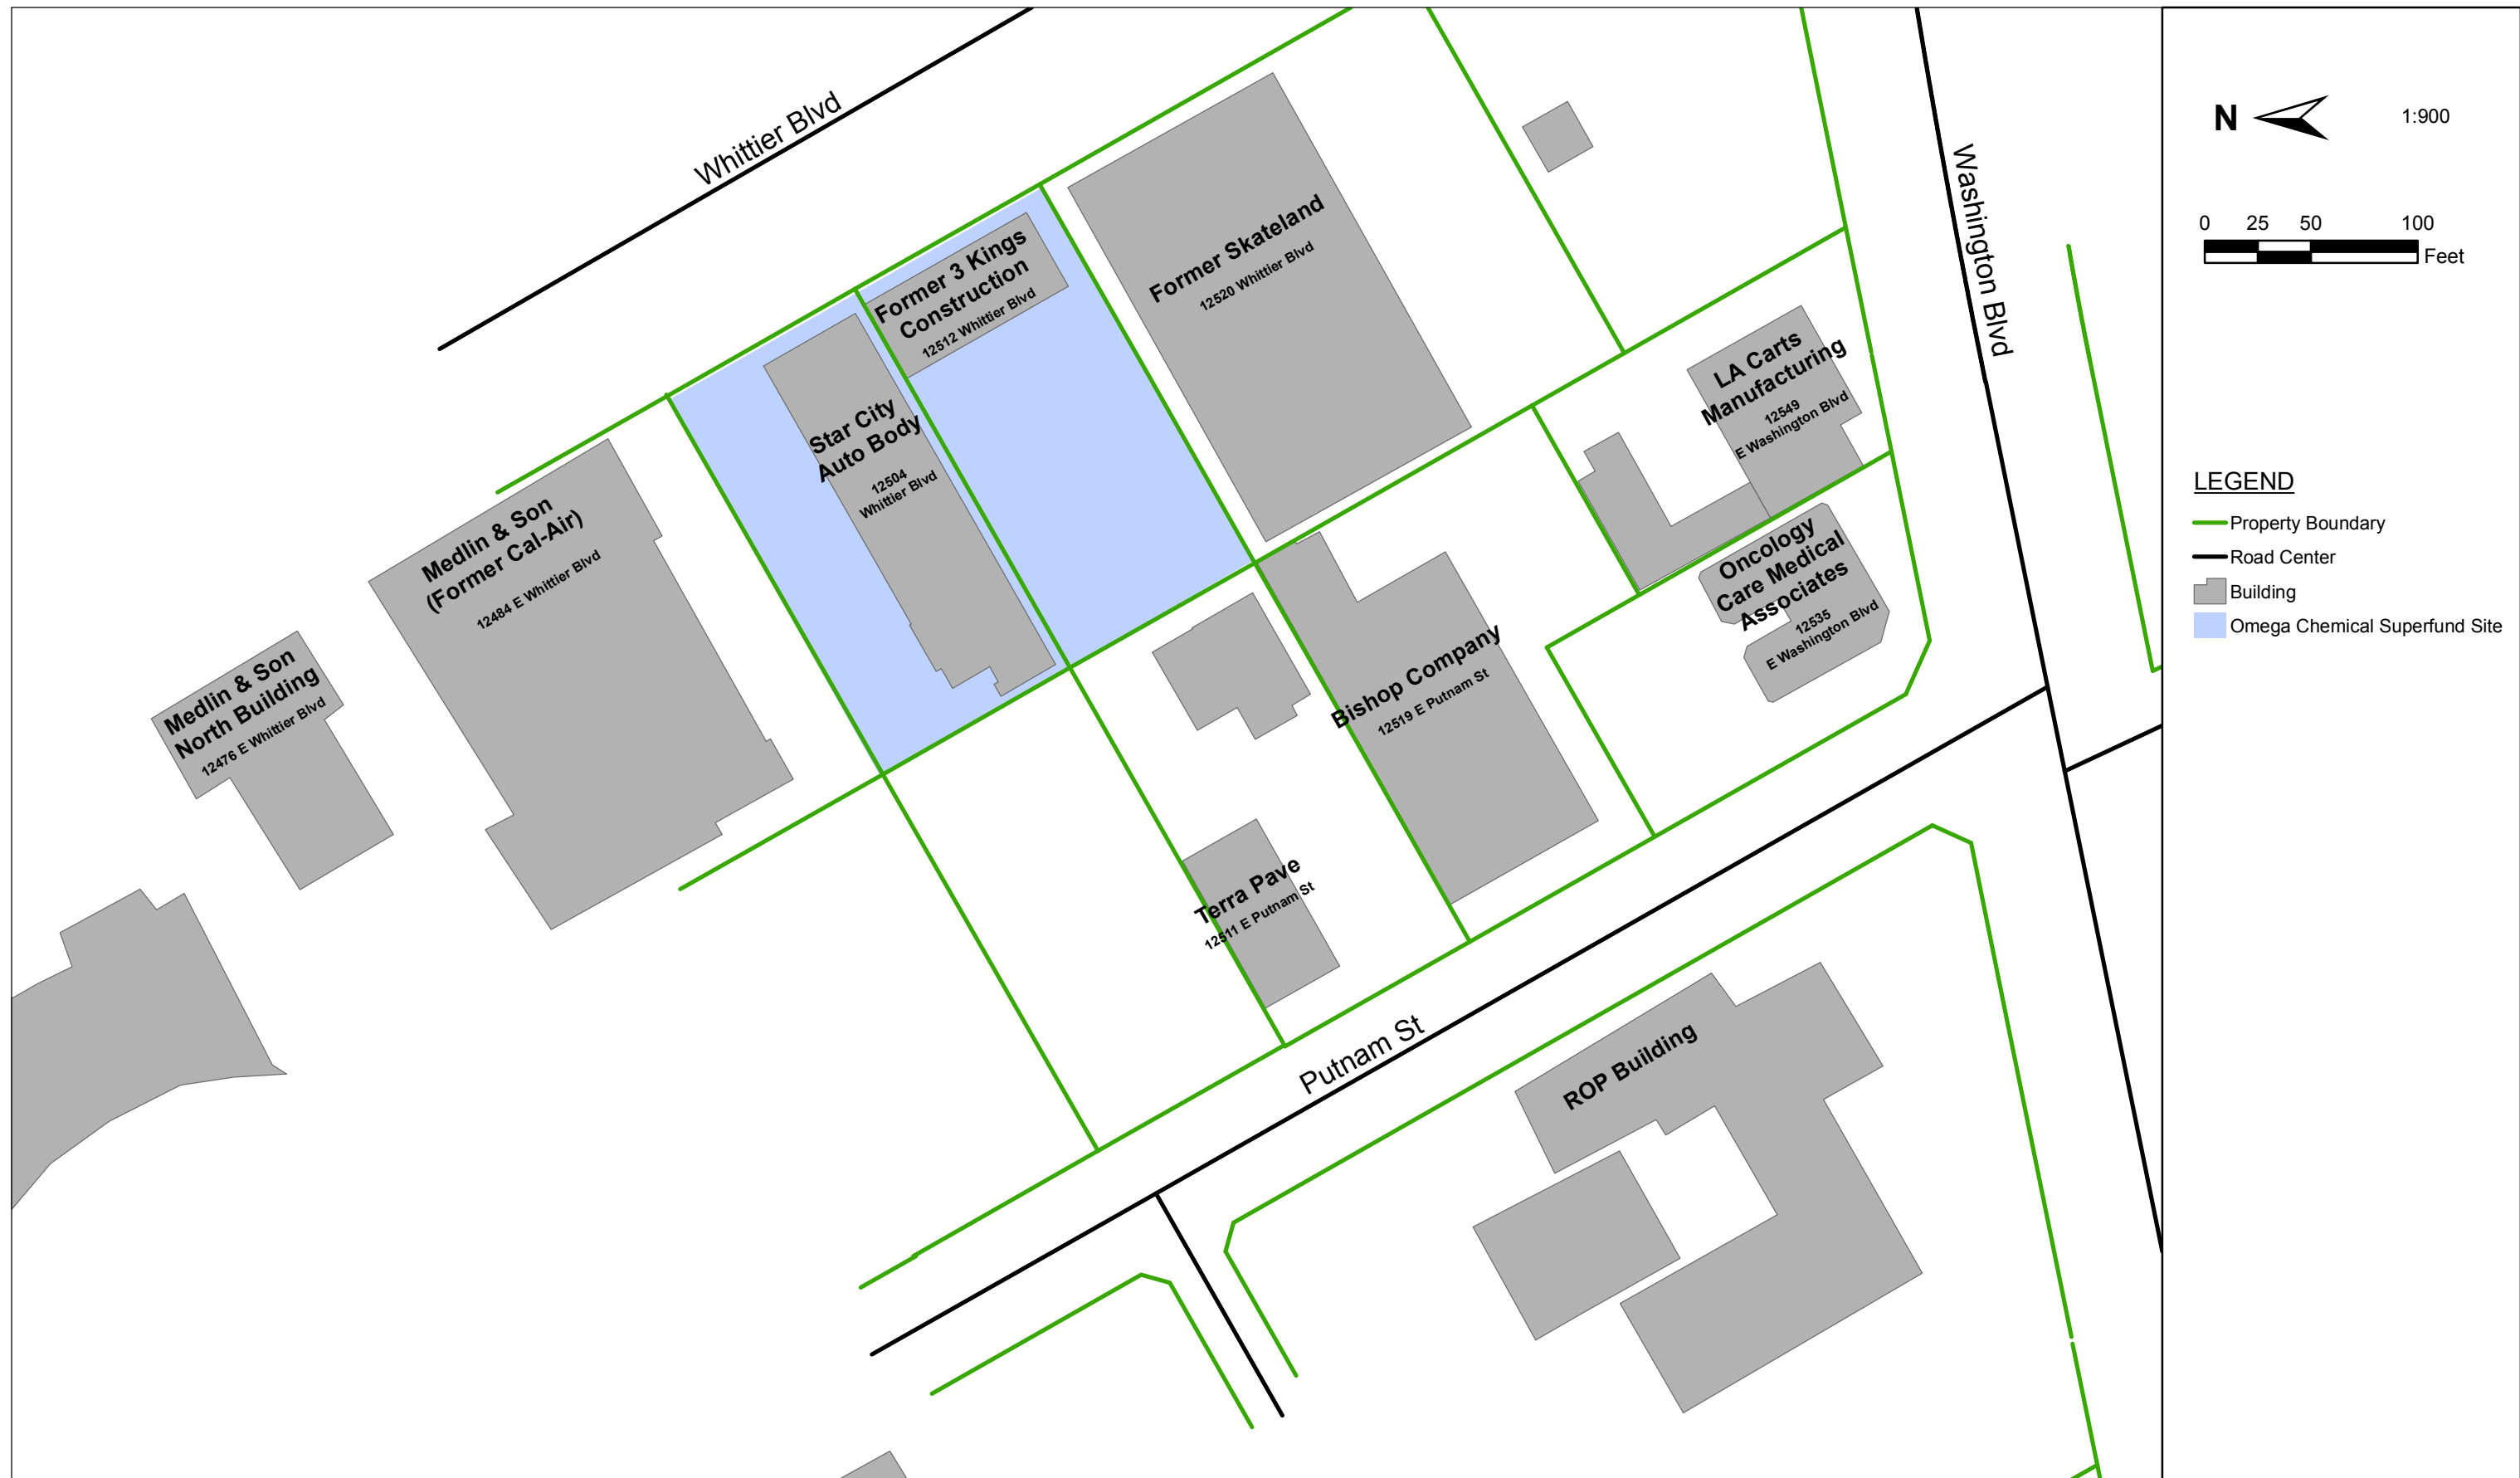 Whittier Blvd
Washington Blvd
Former 3 Kings
Construction
12512 Whittier Blvd
Former Skateland
12520 Whittier Blvd
Star City
Auto Body
12504
Whittier Blvd
LA Carts
Manufacturing
12549
E Washington Blvd
Medlin & Son
(Former Cal-Air)
12484 E Whittier Blvd
Oncology
Care Medical
Associates
12535
E Washington Blvd
Medlin & Son
North Building
12476 E Whittier Blvd
Bishop Company
12519 E Putnam St
Terra Pave
12511 E Putnam St
Putnam St
ROP Building
N
1:900
0 25 50 100
Feet
LEGEND
Property Boundary
Road Center
Building
Omega Chemical Superfund Site